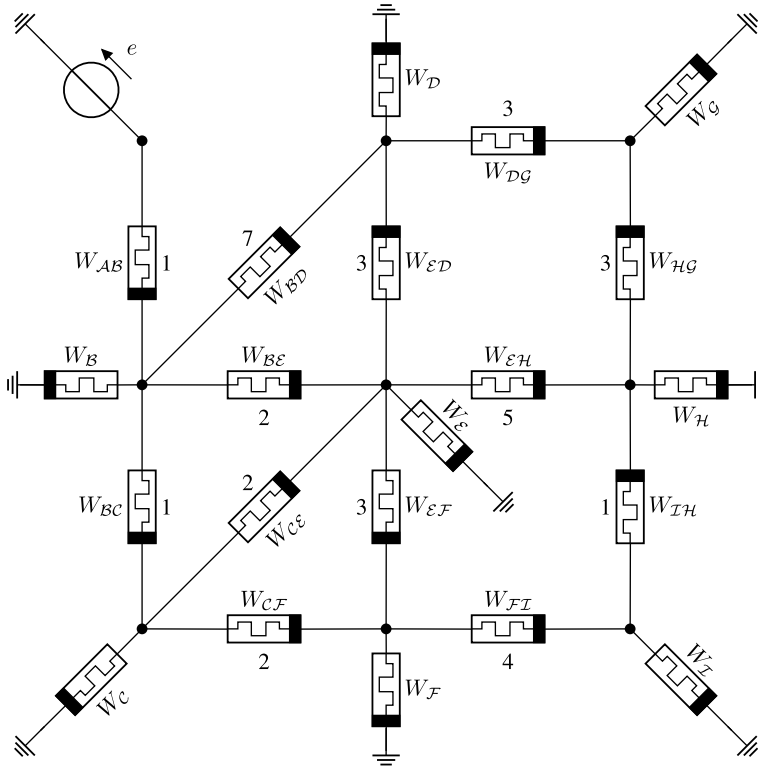 e
W_𝒟
W_𝒢
3
W_𝒟𝒢
W_𝒜ℬ 1
7
W_ℬ𝒟
3 W_ℰ𝒟
3 W_ℋ𝒢
W_ℬ
W_ℬℰ
2
W_ℰℋ
5
W_ℋ
W_ℰ
W_ℬ𝒞 1
2
W_𝒞ℰ
3 W_ℰℱ
1 W_ℐℋ
W_𝒞ℱ
2
W_ℱℐ
4
W_𝒞
W_ℱ
W_ℐ